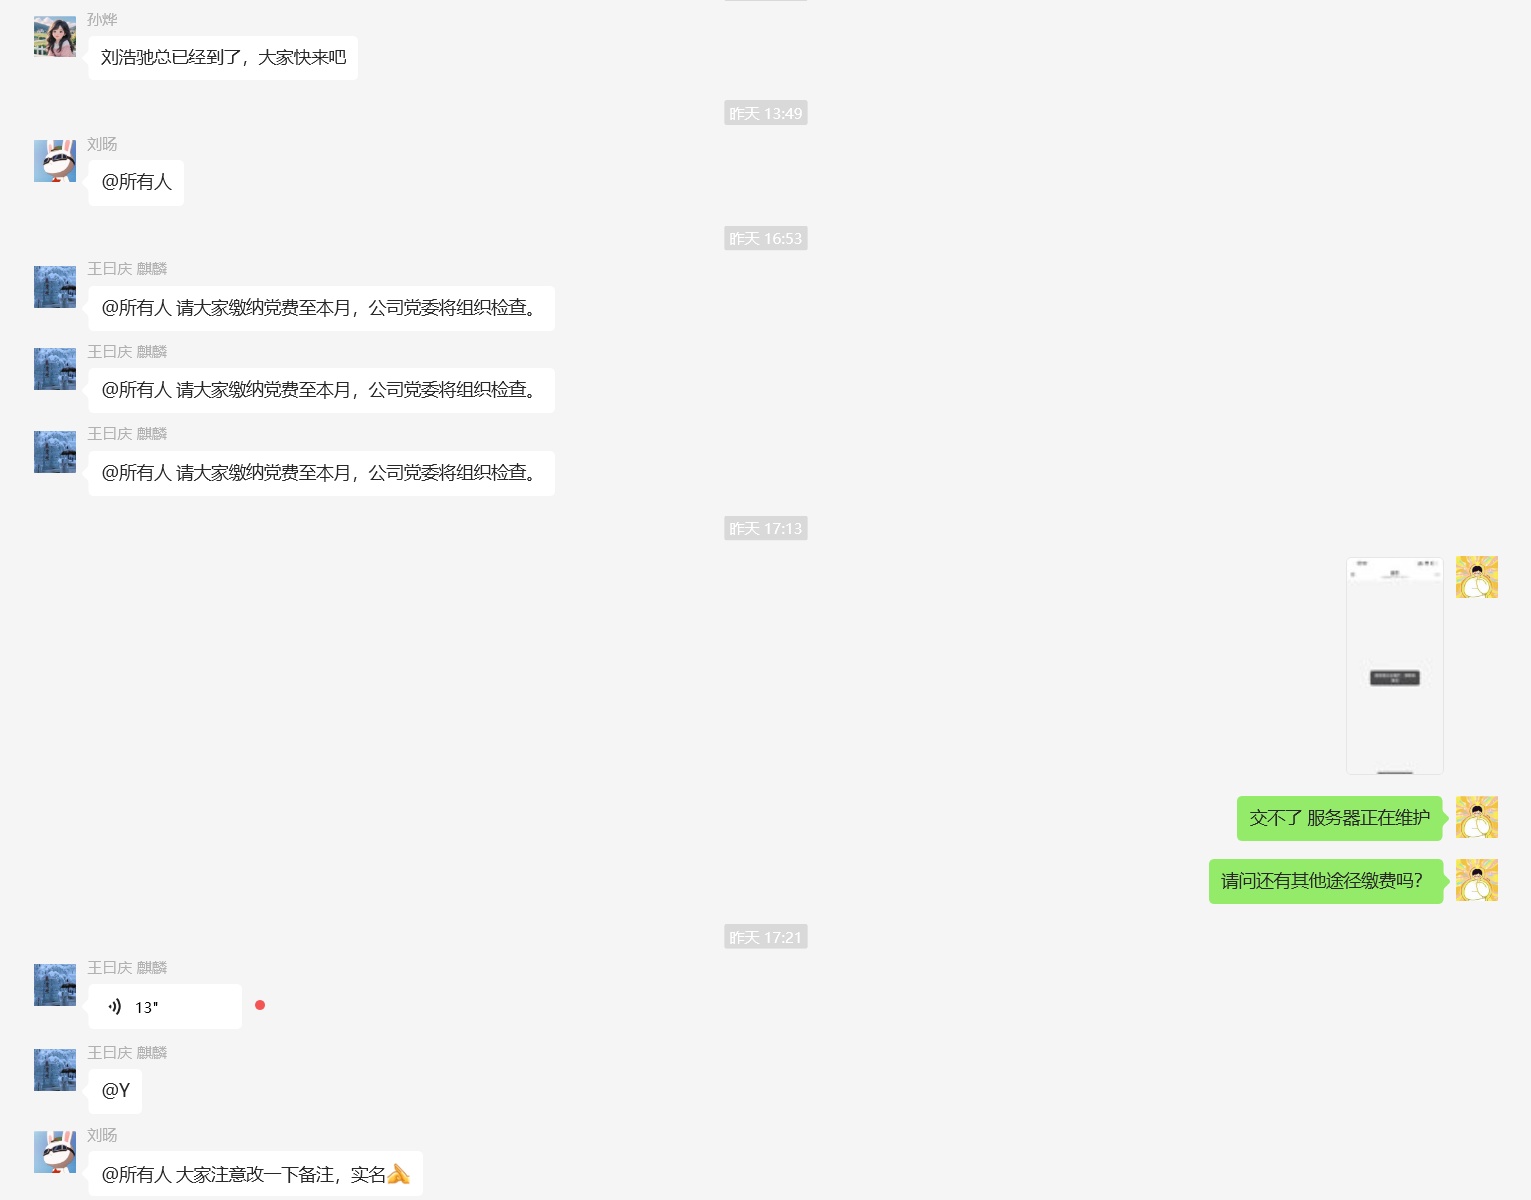 孙烨
刘浩驰总已经到了，大家快来吧
昨天 13:49
刘旸
@所有人
昨天 16:53
王日庆 麒麟
@所有人 请大家缴纳党费至本月，公司党委将组织检查。
王日庆 麒麟
@所有人 请大家缴纳党费至本月，公司党委将组织检查。
王日庆 麒麟
@所有人 请大家缴纳党费至本月，公司党委将组织检查。
昨天 17:13
交不了 服务器正在维护
请问还有其他途径缴费吗？
昨天 17:21
王日庆 麒麟
13"
王日庆 麒麟
@Y
刘旸
@所有人 大家注意改一下备注，实名🙏